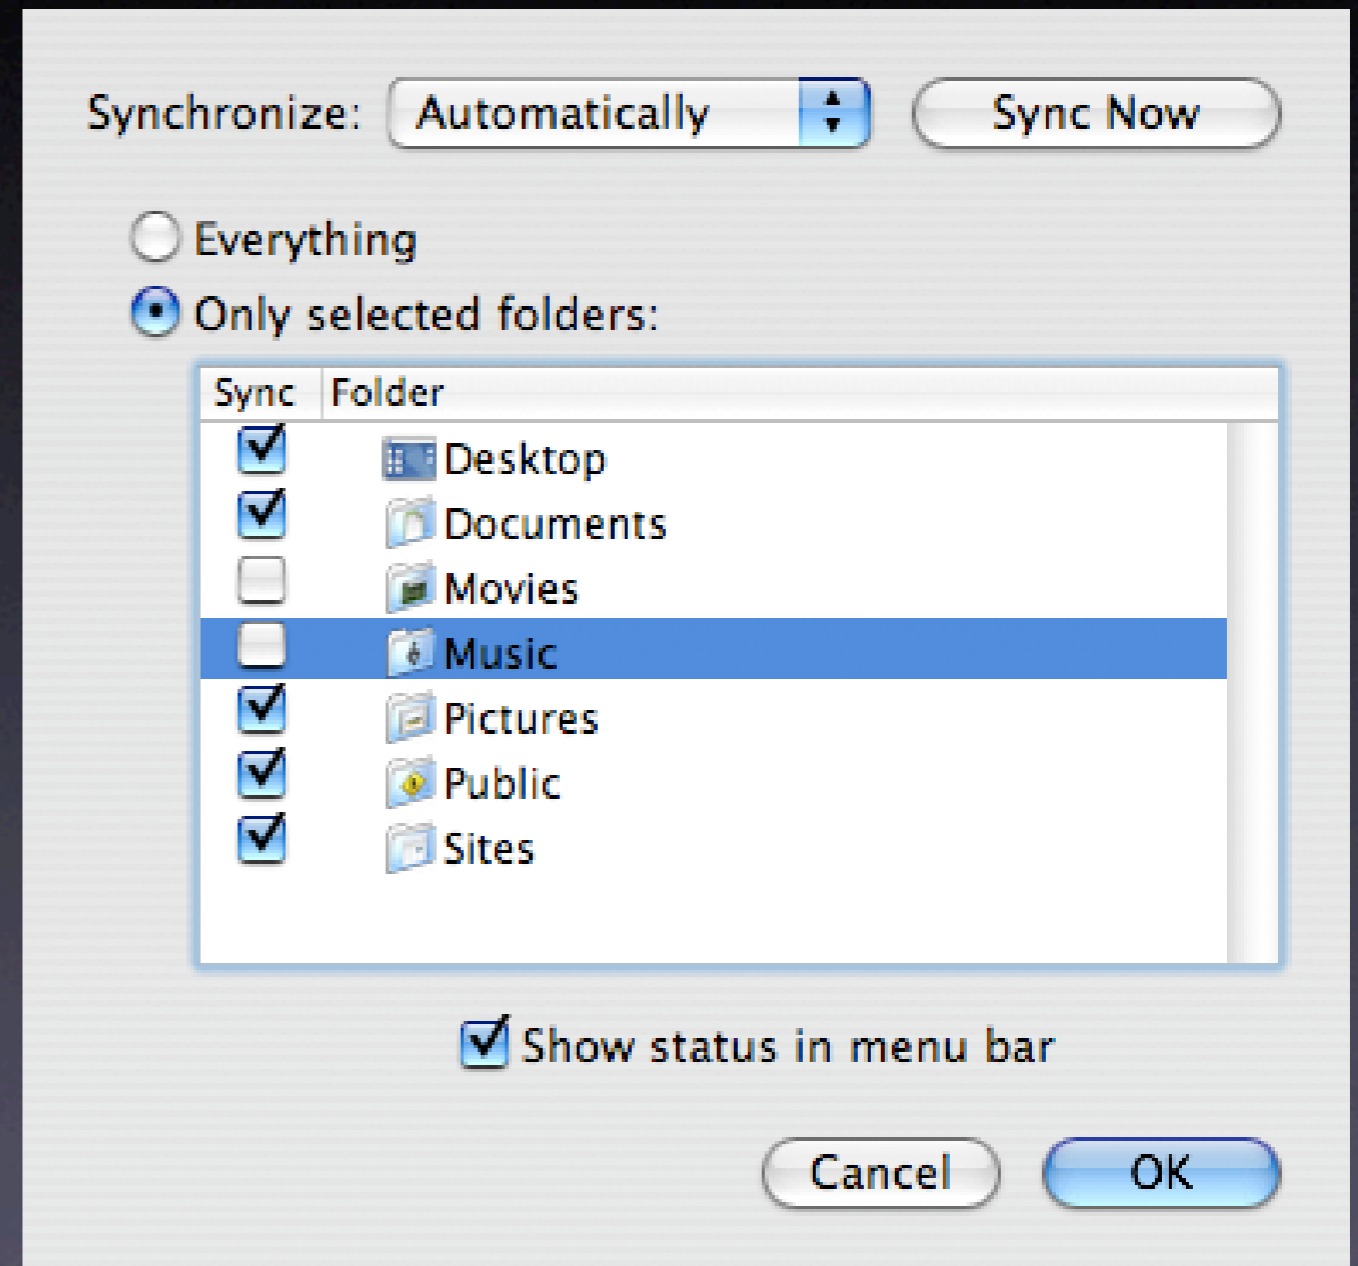 Synchronize: Automatically Sync Now
Everything
Only selected folders:
Sync Folder
Desktop
Documents
Movies
Music
Pictures
Public
Sites
Show status in menu bar
Cancel OK